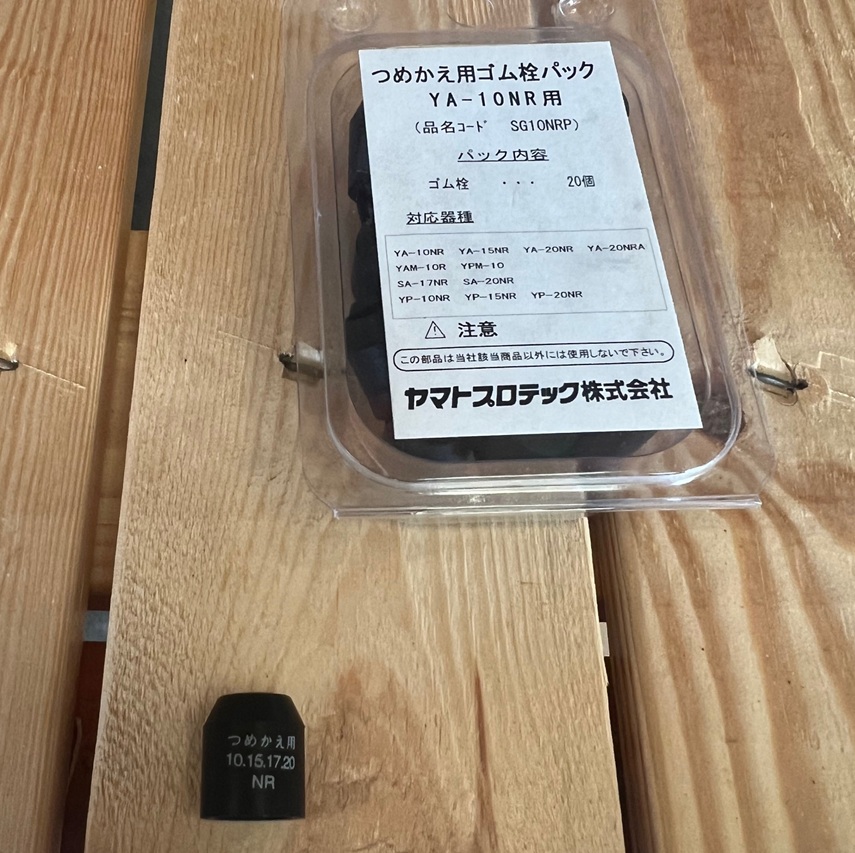 つめかえ用ゴム栓パック
YA-10NR用
(品名ｺｰﾄﾞ SG10NRP)
パック内容
ゴム栓 ・・・ 20個
対応器種
YA-10NR YA-15NR YA-20NR YA-20NRA
YAM-10R YPM-10
SA-17NR SA-20NR
YP-10NR YP-15NR YP-20NR
⚠ 注意
この部品は当社該当商品以外には使用しないで下さい。
ヤマトプロテック株式会社
つめかえ用
10.15.17.20
NR